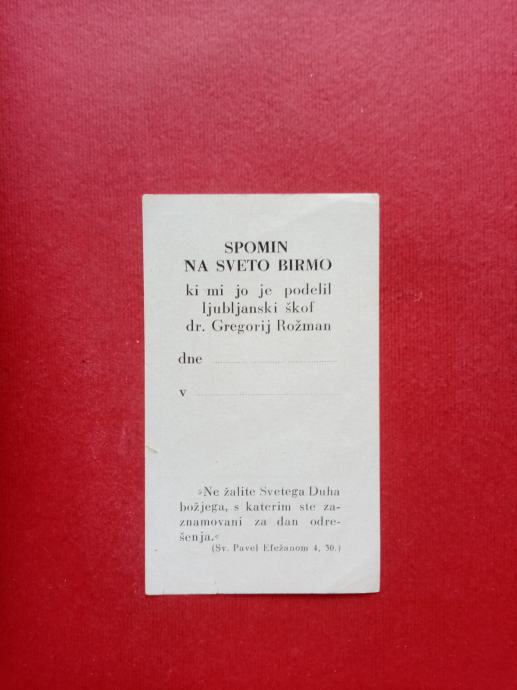 SPOMIN
NA SVETO BIRMO
ki mi jo je podelil
ljubljanski škof
dr. Gregorij Rožman
dne
v
»Ne žalite Svetega Duha
božjega, s katerim ste za-
znamovani za dan odre-
šenja.«
(Sv. Pavel Efežanom 4, 30.)